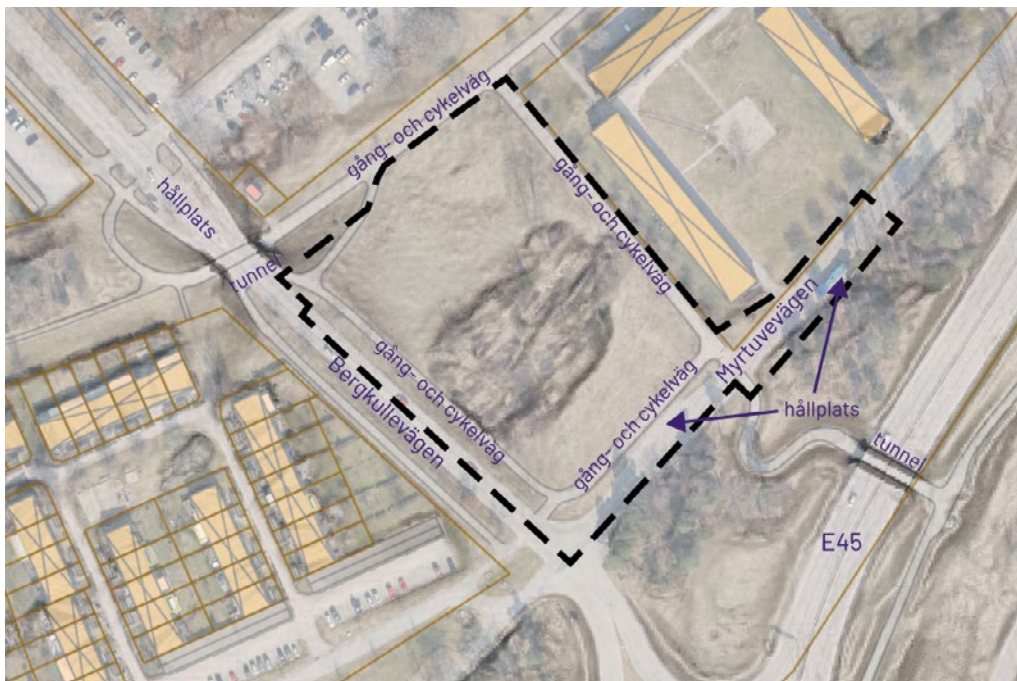 gång- och cykelväg
hållplats
gång- och cykelväg
tunnel
Myrtuvevägen
gång- och cykelväg
Bergkullevägen
gång- och cykelväg
hållplats
tunnel
E45